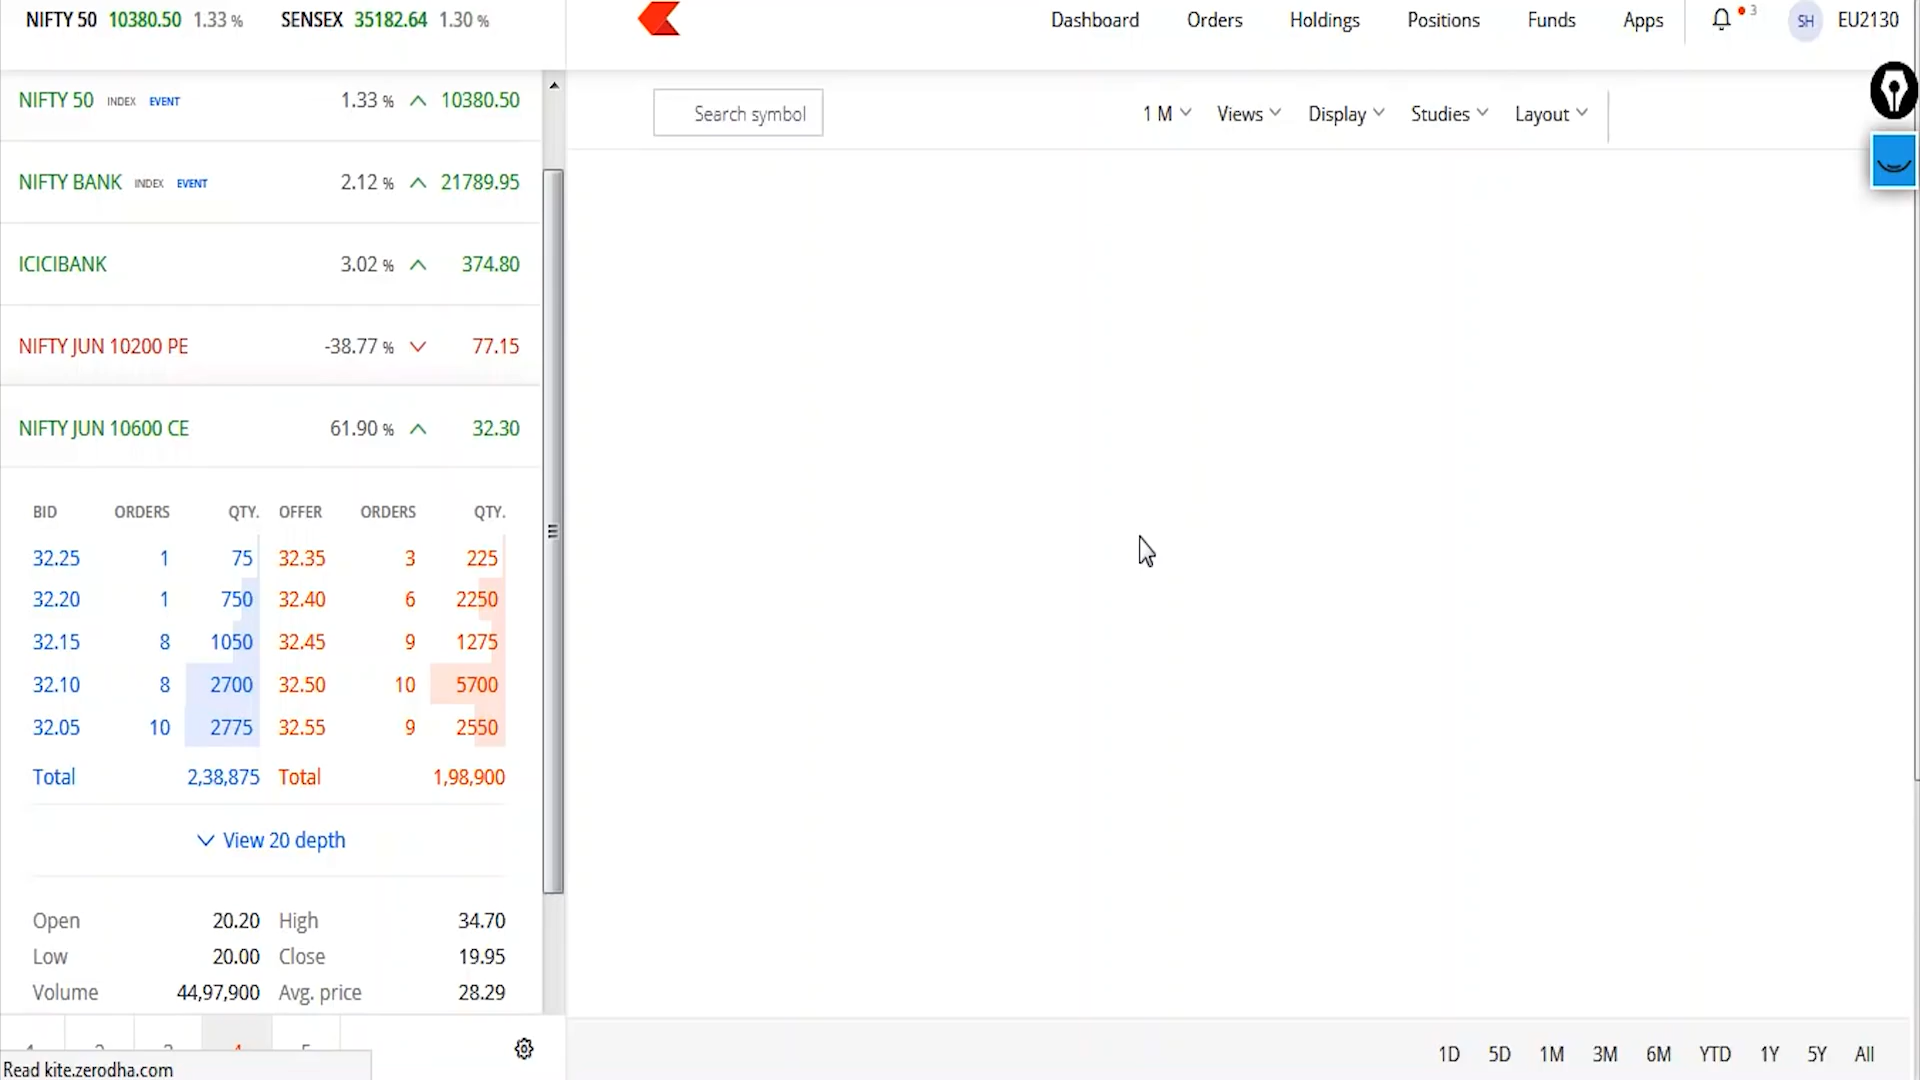 NIFTY 50 10380.50 1.33 % SENSEX 35182.64 1.30 %
Dashboard Orders Holdings Positions Funds Apps 3 SH EU2130
NIFTY 50 INDEX EVENT 1.33 % 10380.50
Search symbol 1 M Views Display Studies Layout
NIFTY BANK INDEX EVENT 2.12 % 21789.95
ICICIBANK 3.02 % 374.80
NIFTY JUN 10200 PE -38.77 % 77.15
NIFTY JUN 10600 CE 61.90 % 32.30
BID ORDERS QTY. OFFER ORDERS QTY.
32.25 1 75 32.35 3 225
32.20 1 750 32.40 6 2250
32.15 8 1050 32.45 9 1275
32.10 8 2700 32.50 10 5700
32.05 10 2775 32.55 9 2550
Total 2,38,875 Total 1,98,900
View 20 depth
Open 20.20 High 34.70
Low 20.00 Close 19.95
Volume 44,97,900 Avg. price 28.29
Read kite.zerodha.com
1D 5D 1M 3M 6M YTD 1Y 5Y All